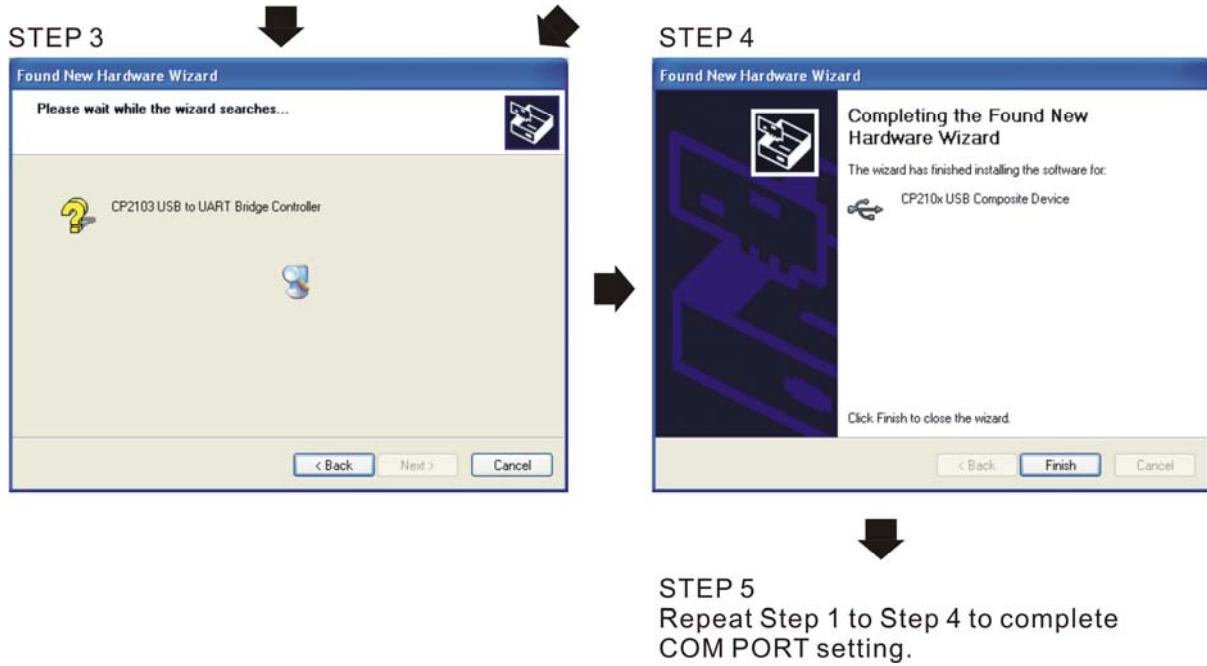 STEP 3
Found New Hardware Wizard
Please wait while the wizard searches...
CP2103 USB to UART Bridge Controller
< Back
Next >
Cancel
STEP 4
Found New Hardware Wizard
Completing the Found New
Hardware Wizard
The wizard has finished installing the software for:
CP210x USB Composite Device
Click Finish to close the wizard.
< Back
Finish
Cancel
STEP 5
Repeat Step 1 to Step 4 to complete
COM PORT setting.